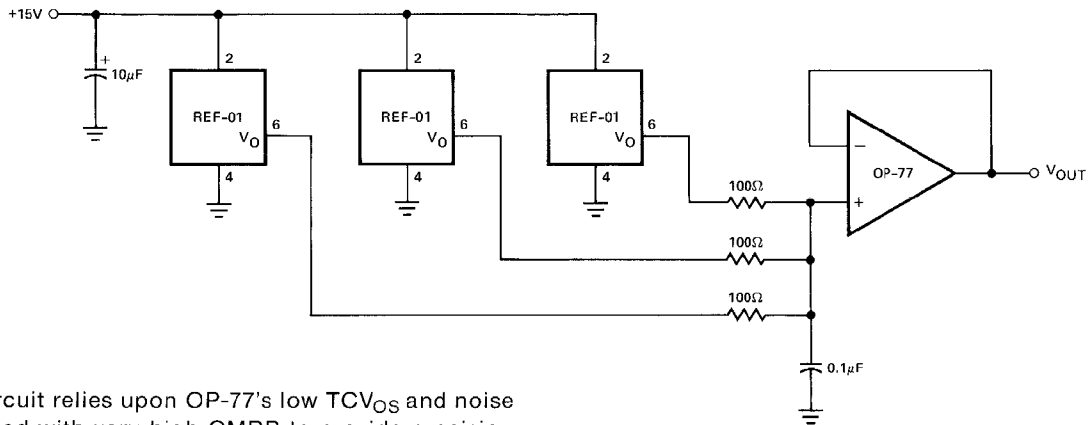 +15V
+
10µF
2
REF-01
VO
6
4
2
REF-01
VO
6
4
2
REF-01
VO
6
4
100Ω
100Ω
100Ω
0.1µF
−
OP-77
+
VOUT
rcuit relies upon OP-77's low TCVOS and noise